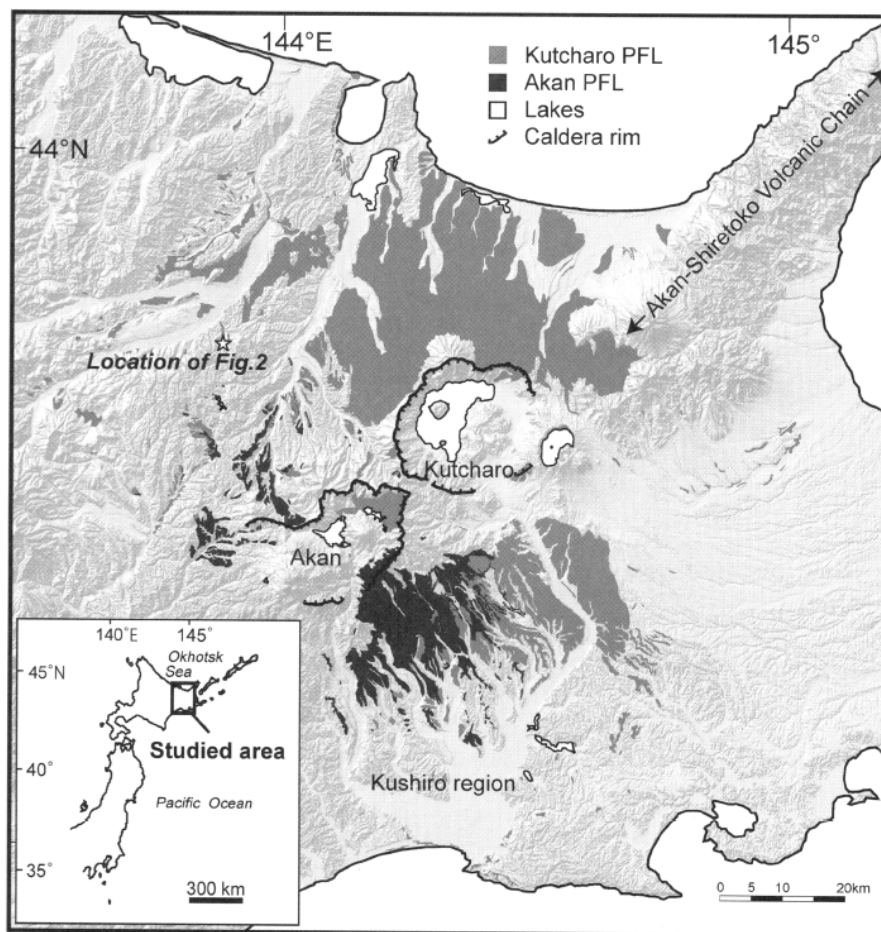 144°E
145°
Kutcharo PFL
Akan PFL
Lakes
Caldera rim
44°N
Akan-Shiretoko Volcanic Chain
Location of Fig.2
Kutcharo
Akan
140°E
145°
Okhotsk
Sea
45°N
Studied area
40°
Kushiro region
Pacific Ocean
35°
300 km
0 5 10 20km